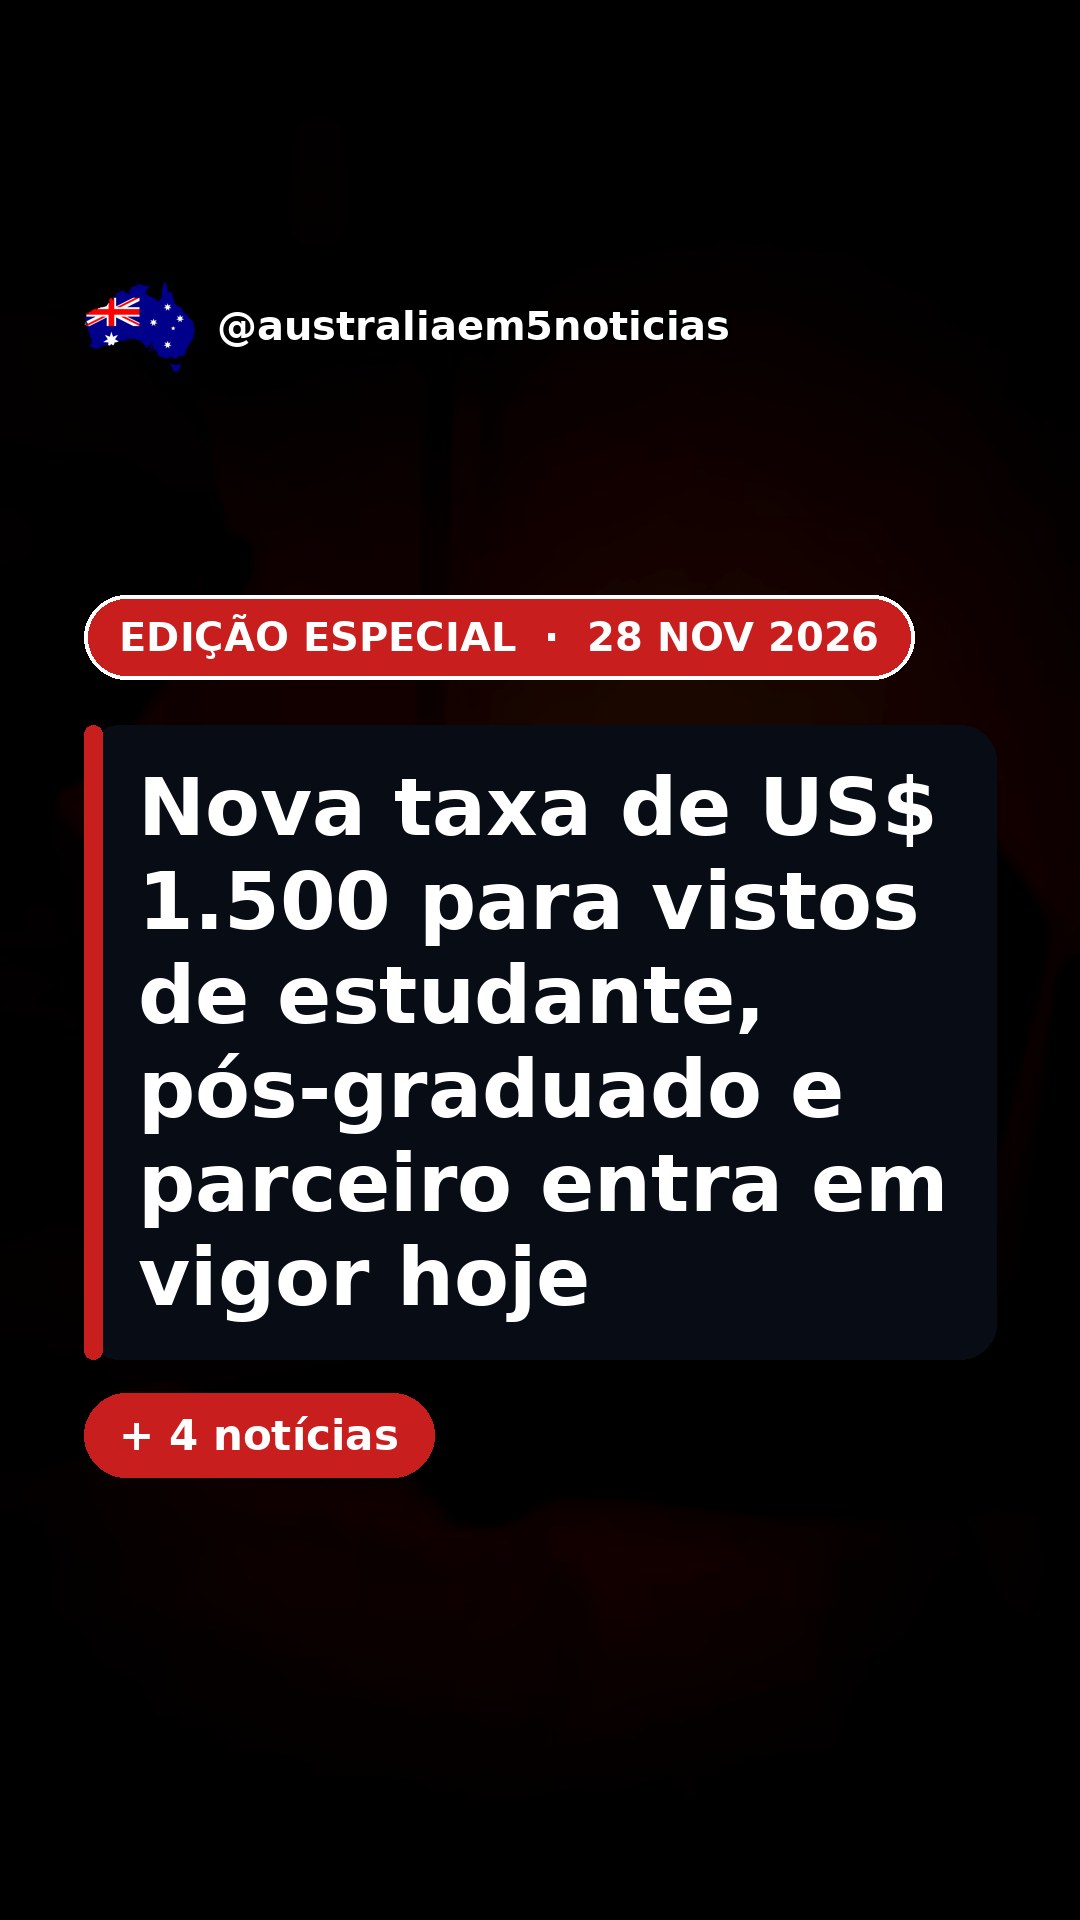 @australiaem5noticias
EDIÇÃO ESPECIAL · 28 NOV 2026
Nova taxa de US$
1.500 para vistos
de estudante,
pós-graduado e
parceiro entra em
vigor hoje
+ 4 notícias